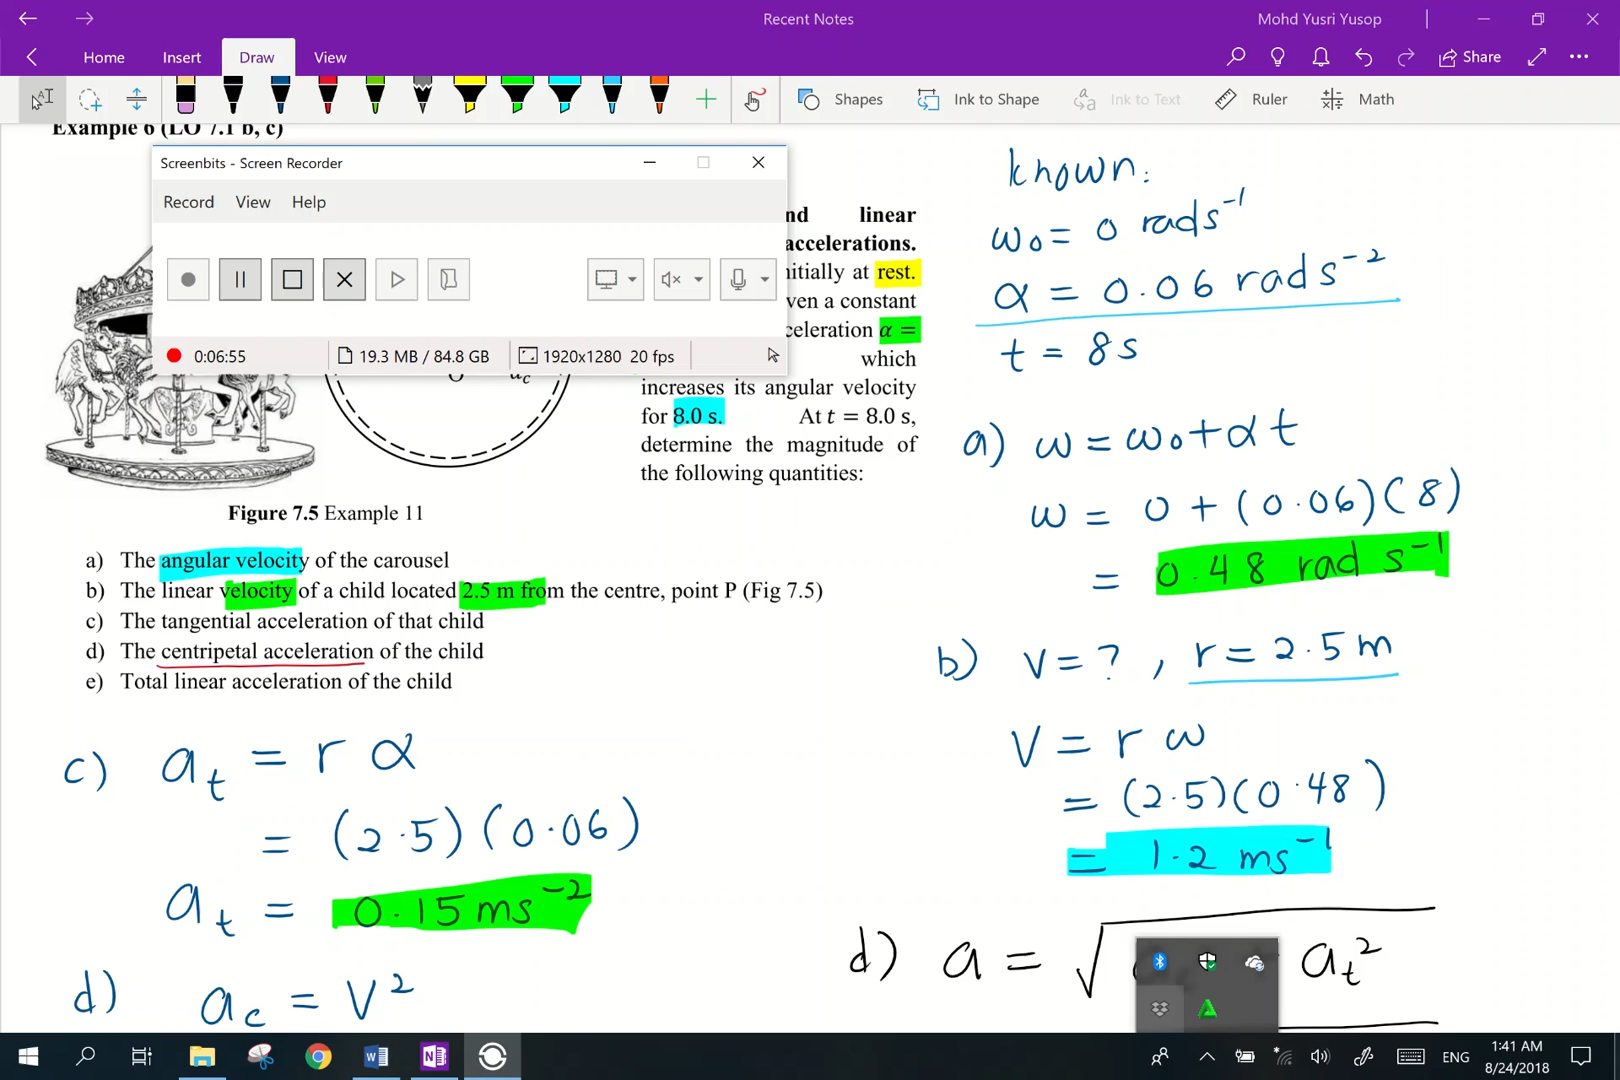 Recent Notes
Mohd Yusri Yusop
Home Insert Draw View
Share
Shapes
Ink to Shape
Ink to Text
Ruler
Math
Example 6 (LO 7.1 b, c)
Screenbits - Screen Recorder
Record View Help
0:06:55
19.3 MB / 84.8 GB
1920x1280 20 fps
nd linear
accelerations.
nitially at rest.
ven a constant
celeration α =
which
increases its angular velocity
for 8.0 s. At t = 8.0 s,
determine the magnitude of
the following quantities:
Figure 7.5 Example 11
a) The angular velocity of the carousel
b) The linear velocity of a child located 2.5 m from the centre, point P (Fig 7.5)
c) The tangential acceleration of that child
d) The centripetal acceleration of the child
e) Total linear acceleration of the child
c) a_t = r α
= (2.5)(0.06)
a_t = 0.15 ms⁻²
d) a_c = v²
known:
ω₀ = 0 rads⁻¹
α = 0.06 rads⁻²
t = 8s
a) ω = ω₀ + αt
ω = 0 + (0.06)(8)
= 0.48 rad s⁻¹
b) v = ? , r = 2.5 m
v = r ω
= (2.5)(0.48)
= 1.2 ms⁻¹
d) a = √ a_t²
ENG
1:41 AM
8/24/2018